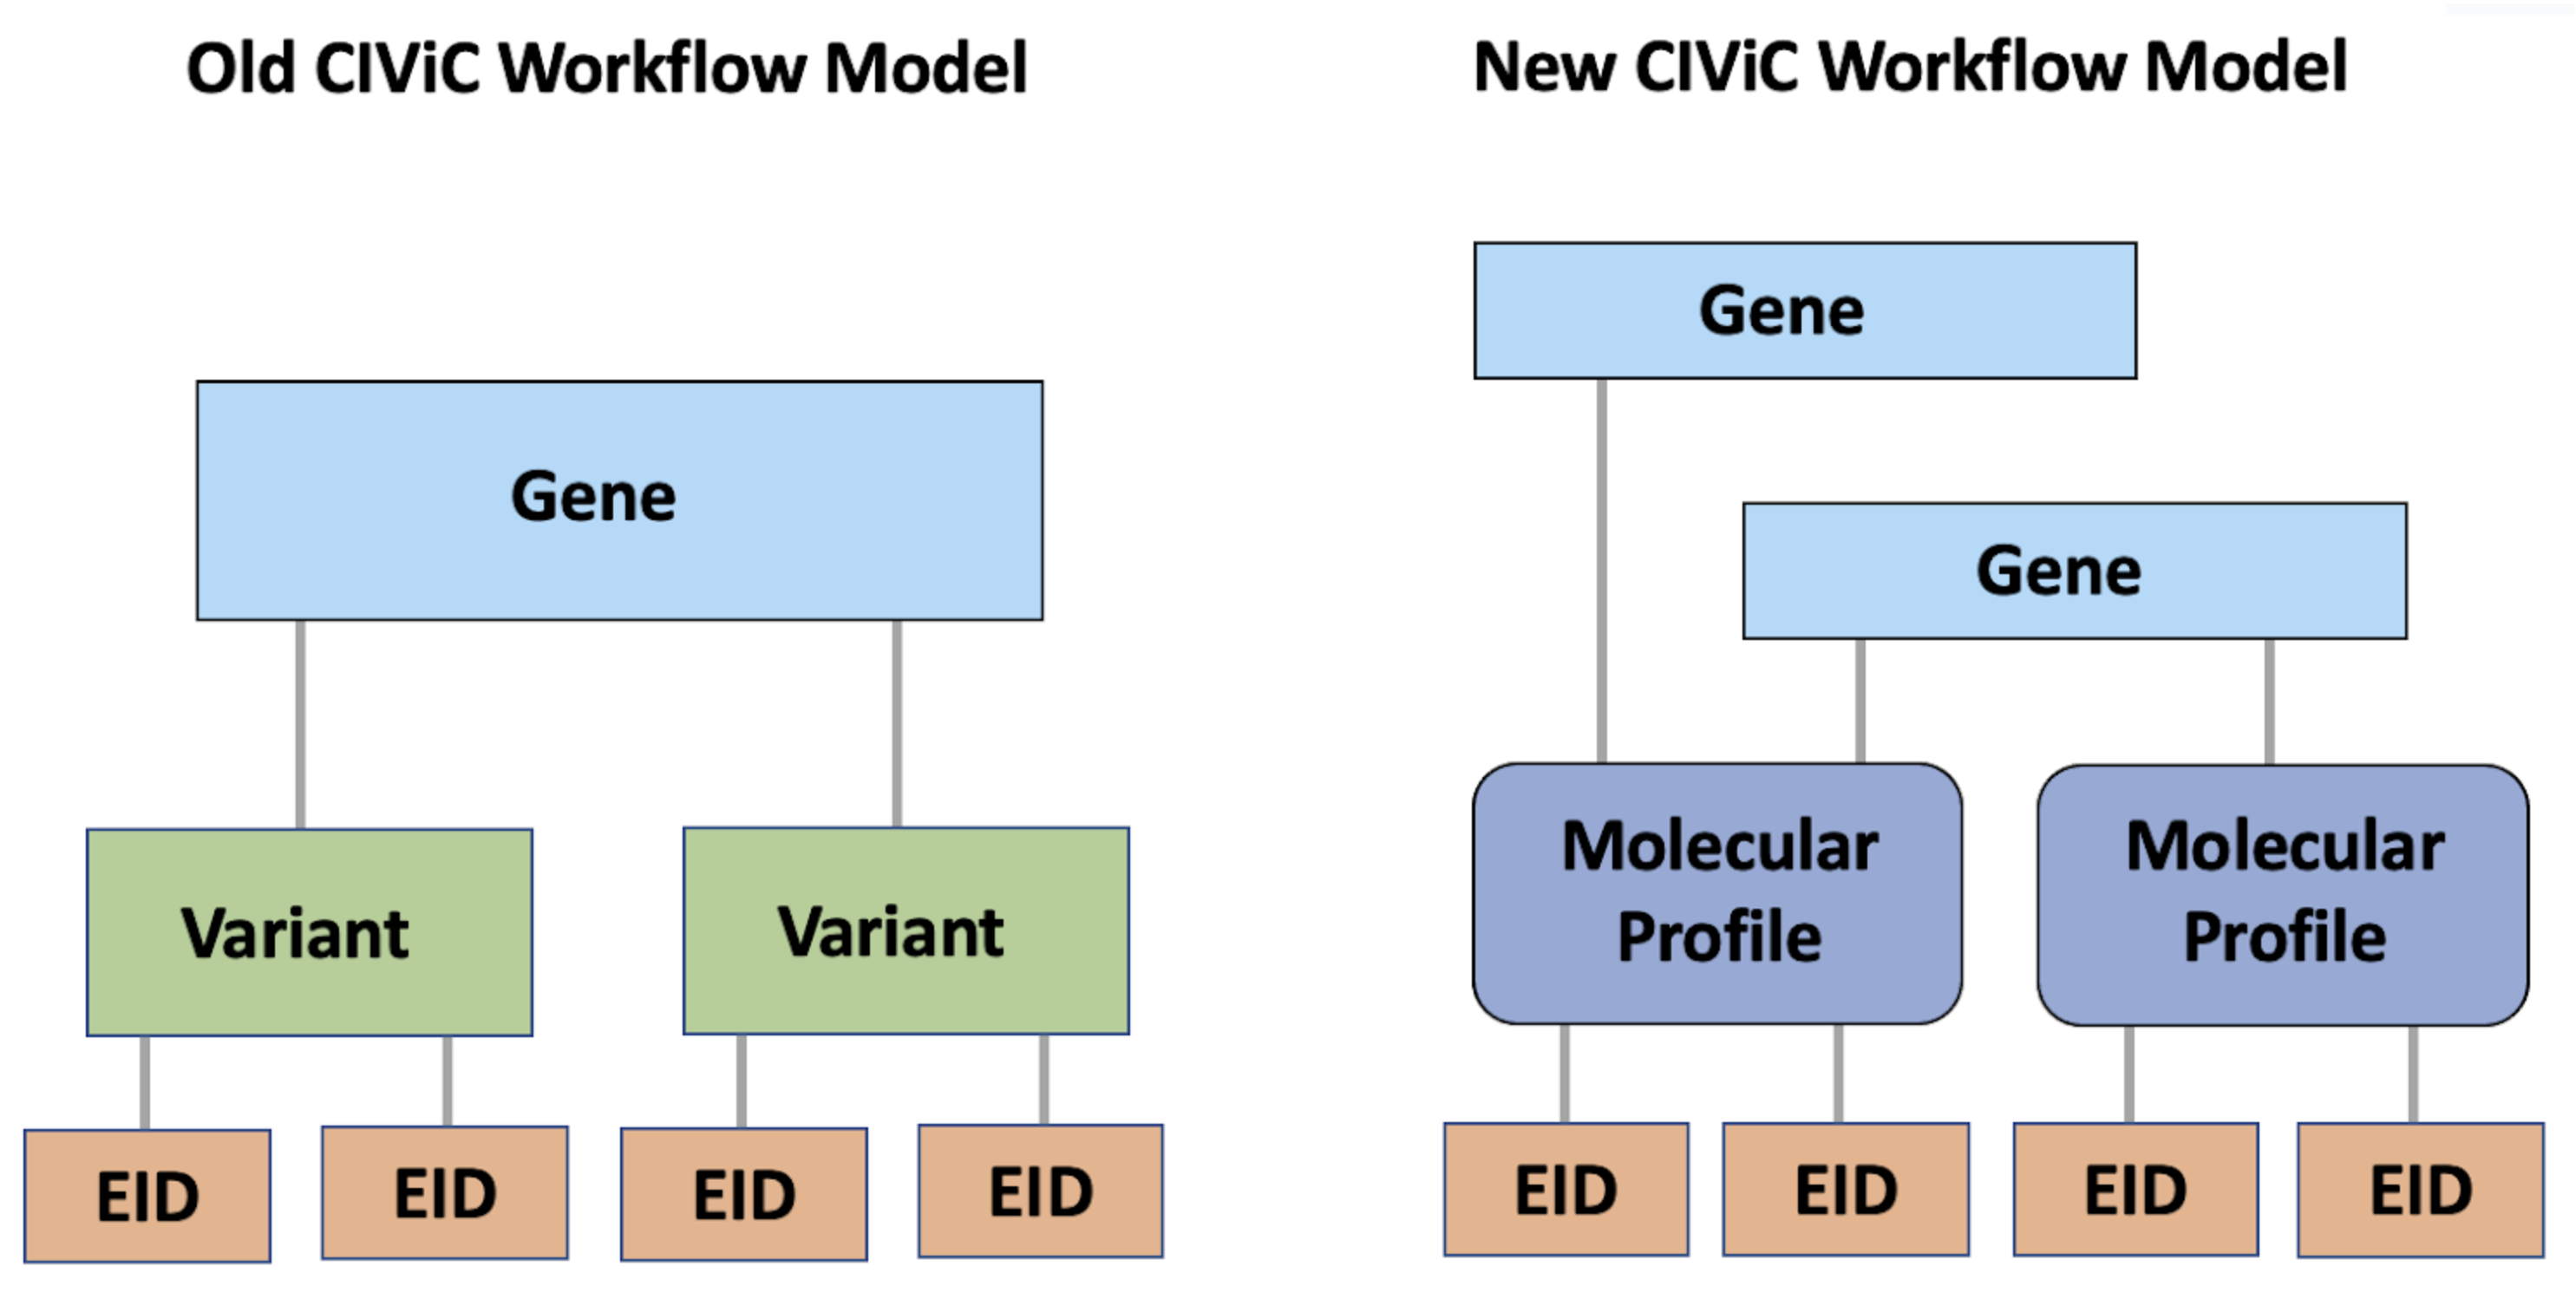 Old CIViC Workflow Model
Gene
Variant
Variant
EID
EID
EID
EID
New CIViC Workflow Model
Gene
Gene
Molecular
Profile
Molecular
Profile
EID
EID
EID
EID